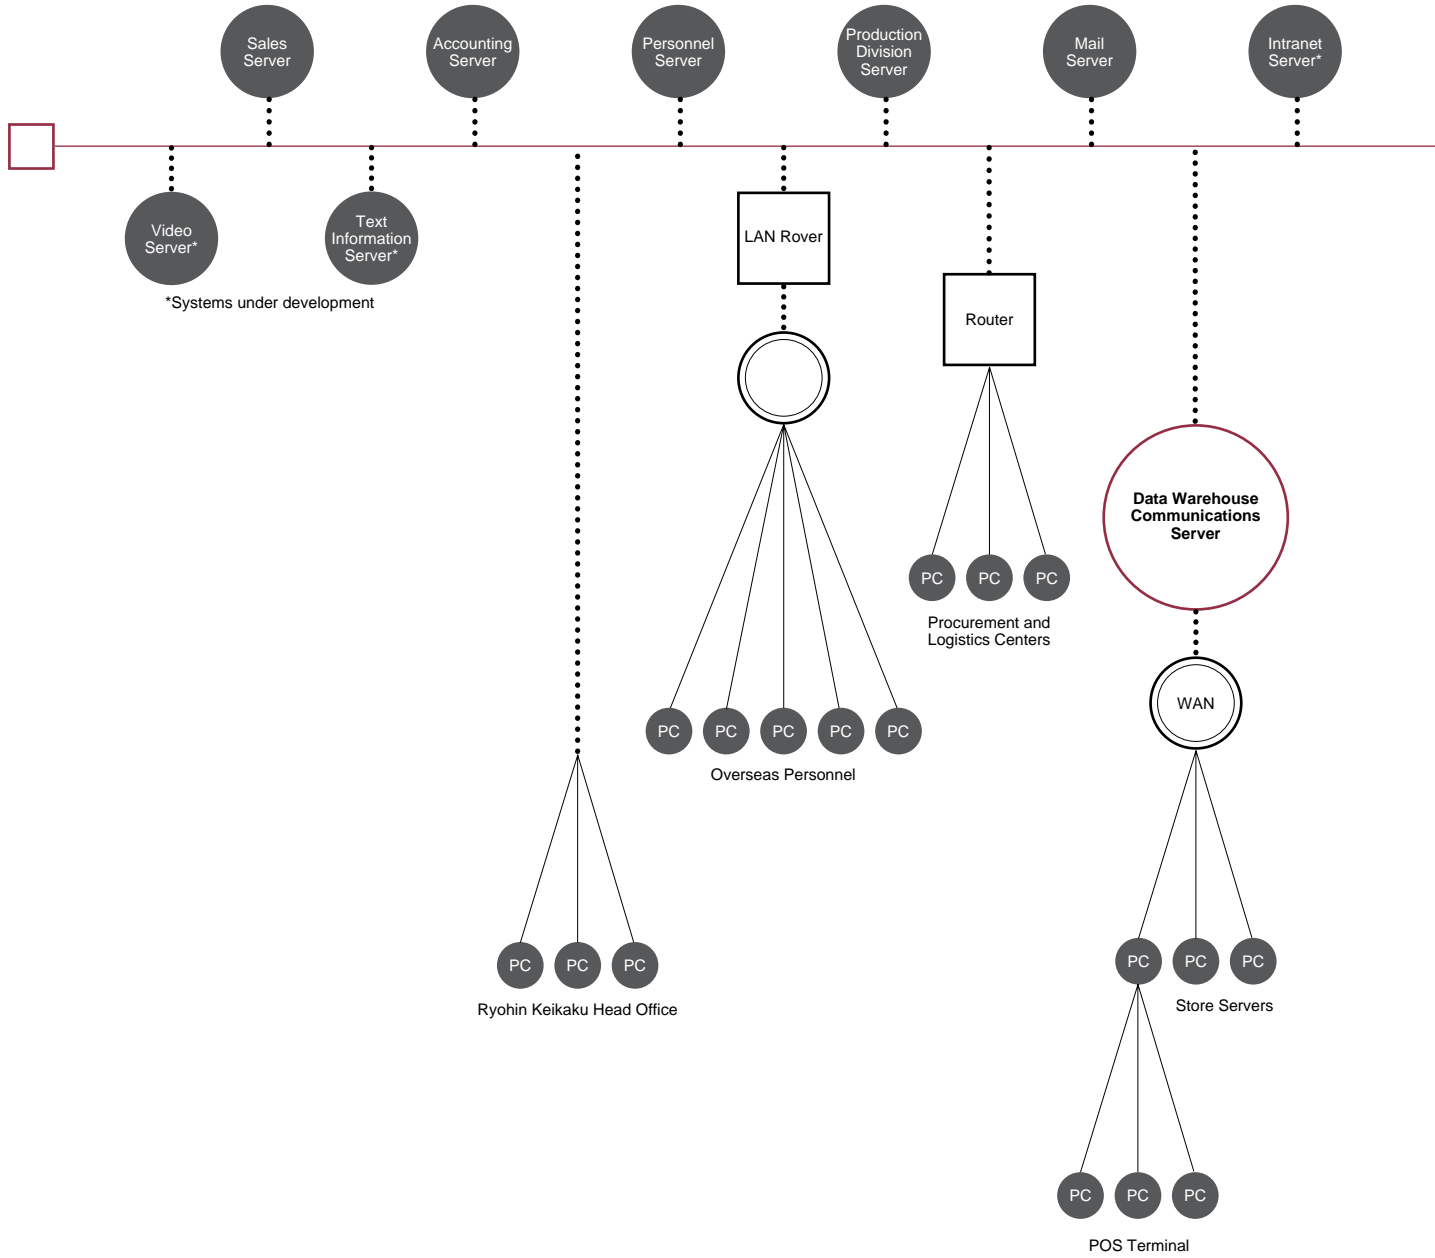 Sales
Server
Accounting
Server
Personnel
Server
Production
Division
Server
Mail
Server
Intranet
Server*
Video
Server*
Text
Information
Server*
*Systems under development
LAN Rover
Router
Data Warehouse
Communications
Server
PC
PC
PC
Procurement and
Logistics Centers
WAN
PC
PC
PC
PC
PC
Overseas Personnel
PC
PC
PC
Ryohin Keikaku Head Office
PC
PC
PC
Store Servers
PC
PC
PC
POS Terminal